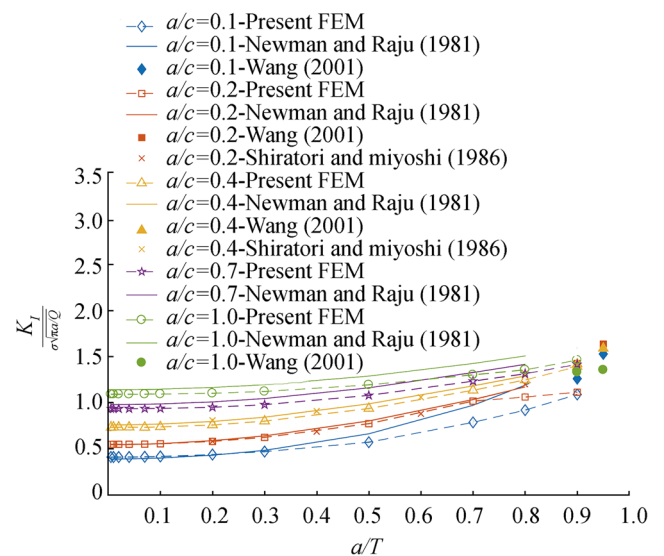 a/c=0.1-Present FEM
a/c=0.1-Newman and Raju (1981)
a/c=0.1-Wang (2001)
a/c=0.2-Present FEM
a/c=0.2-Newman and Raju (1981)
a/c=0.2-Wang (2001)
a/c=0.2-Shiratori and miyoshi (1986)
a/c=0.4-Present FEM
a/c=0.4-Newman and Raju (1981)
a/c=0.4-Wang (2001)
a/c=0.4-Shiratori and miyoshi (1986)
a/c=0.7-Present FEM
a/c=0.7-Newman and Raju (1981)
a/c=1.0-Present FEM
a/c=1.0-Newman and Raju (1981)
a/c=1.0-Wang (2001)
3.5
3.0
2.5
2.0
1.5
1.0
0.5
0
K_I
σ√πa/Q
0.1 0.2 0.3 0.4 0.5 0.6 0.7 0.8 0.9 1.0
a/T